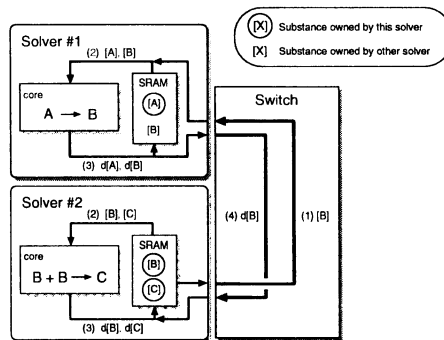 [X] Substance owned by this solver
[X] Substance owned by other solver
Solver #1
(2) [A], [B]
SRAM
core
A → B
[A]
[B]
(3) d[A], d[B]
Switch
(4) d[B]
(1) [B]
Solver #2
(2) [B], [C]
SRAM
core
B + B → C
[B]
[C]
(3) d[B], d[C]